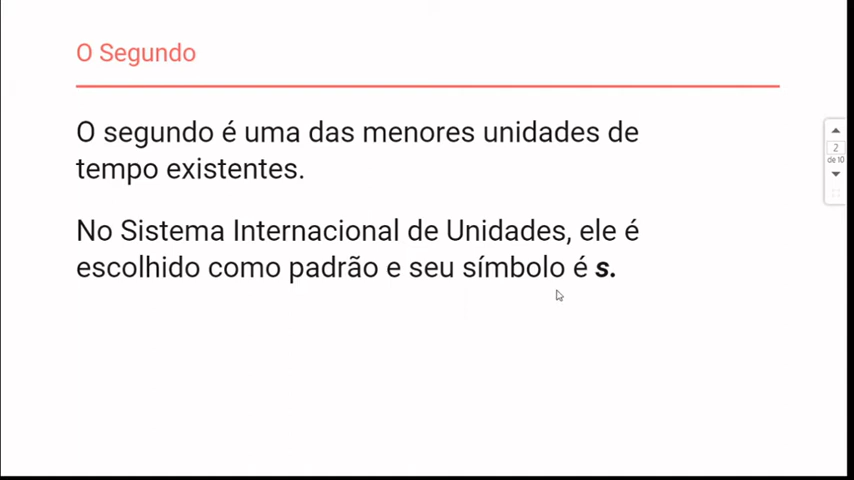 O Segundo
O segundo é uma das menores unidades de
tempo existentes.
No Sistema Internacional de Unidades, ele é
escolhido como padrão e seu símbolo é s.
2
de 10